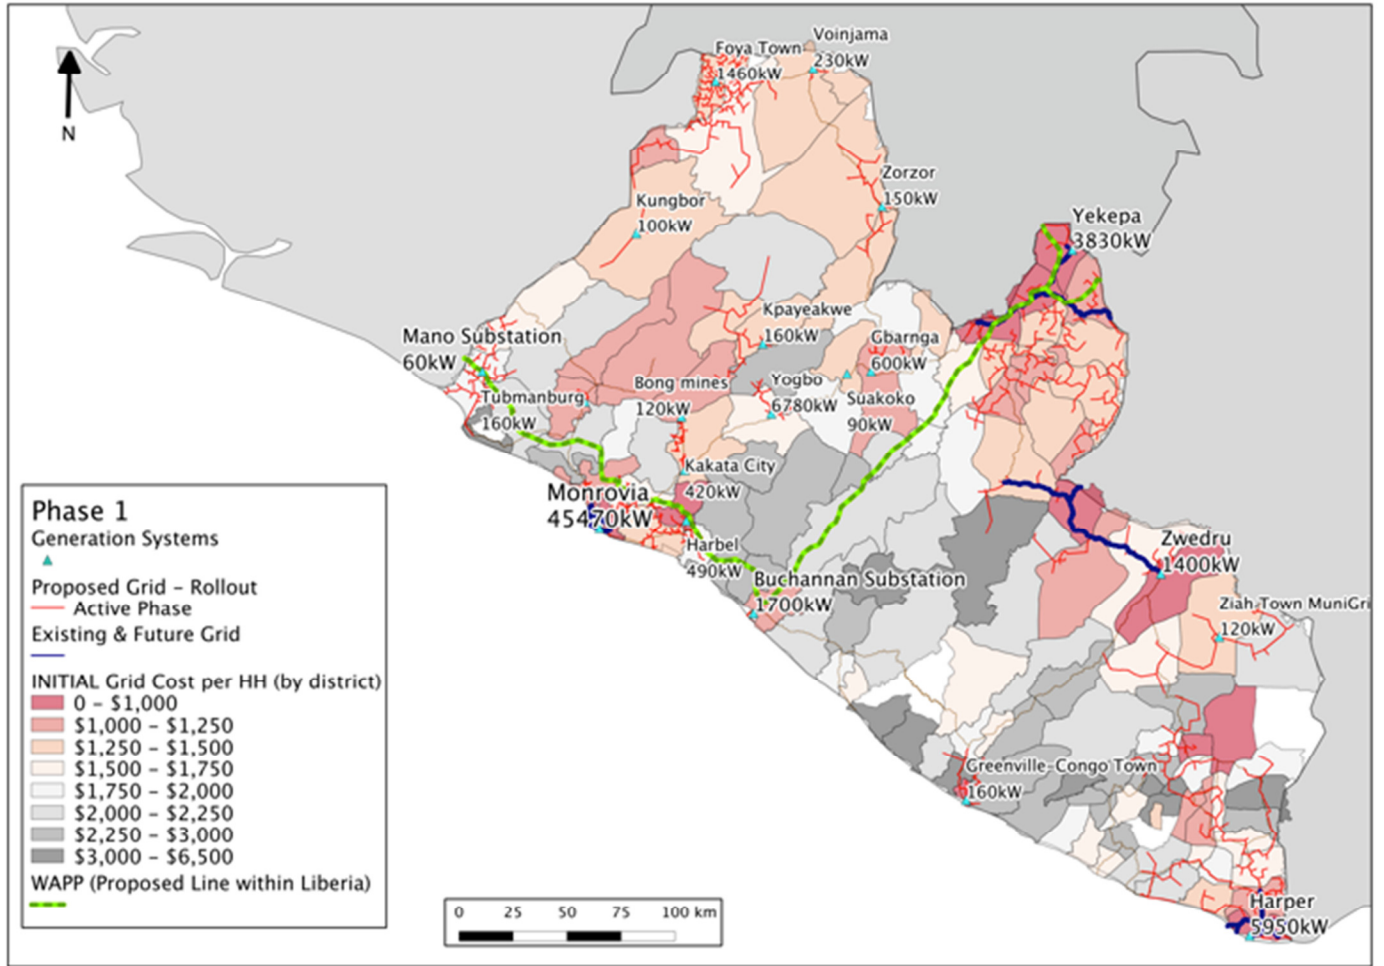 Voinjama
230kW
Foya Town
1460kW
N
Zorzor
150kW
Kungbor
100kW
Yekepa
3830kW
Mano Substation
60kW
Kpayeakwe
160kW
Gbarnga
600kW
Tubmanburg
160kW
Bong mines
120kW
Yogbo
6780kW
Suakoko
90kW
Kakata City
420kW
Monrovia
45470kW
Harbel
490kW
Buchannan Substation
1700kW
Zwedru
1400kW
Ziah Town MuniGri
120kW
Greenville-Congo Town
160kW
Harper
5950kW
Phase 1
Generation Systems
Proposed Grid - Rollout
Active Phase
Existing & Future Grid
INITIAL Grid Cost per HH (by district)
0 - $1,000
$1,000 - $1,250
$1,250 - $1,500
$1,500 - $1,750
$1,750 - $2,000
$2,000 - $2,250
$2,250 - $3,000
$3,000 - $6,500
WAPP (Proposed Line within Liberia)
0 25 50 75 100 km